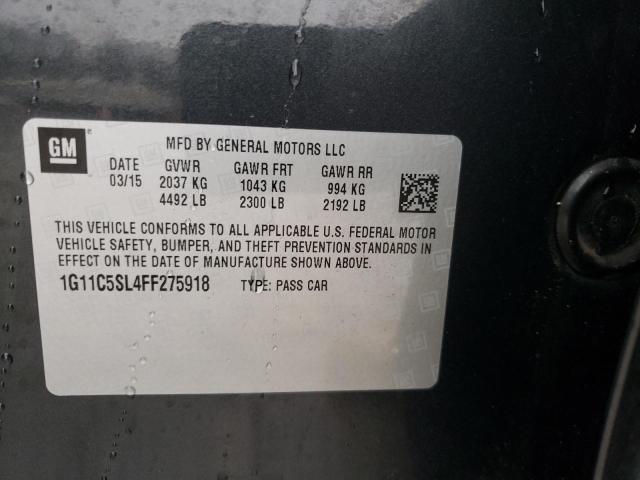 GM
MFD BY GENERAL MOTORS LLC
DATE GVWR GAWR FRT GAWR RR
03/15 2037 KG 1043 KG 994 KG
4492 LB 2300 LB 2192 LB
THIS VEHICLE CONFORMS TO ALL APPLICABLE U.S. FEDERAL MOTOR
VEHICLE SAFETY, BUMPER, AND THEFT PREVENTION STANDARDS IN
EFFECT ON THE DATE OF MANUFACTURE SHOWN ABOVE.
1G11C5SL4FF275918 TYPE: PASS CAR